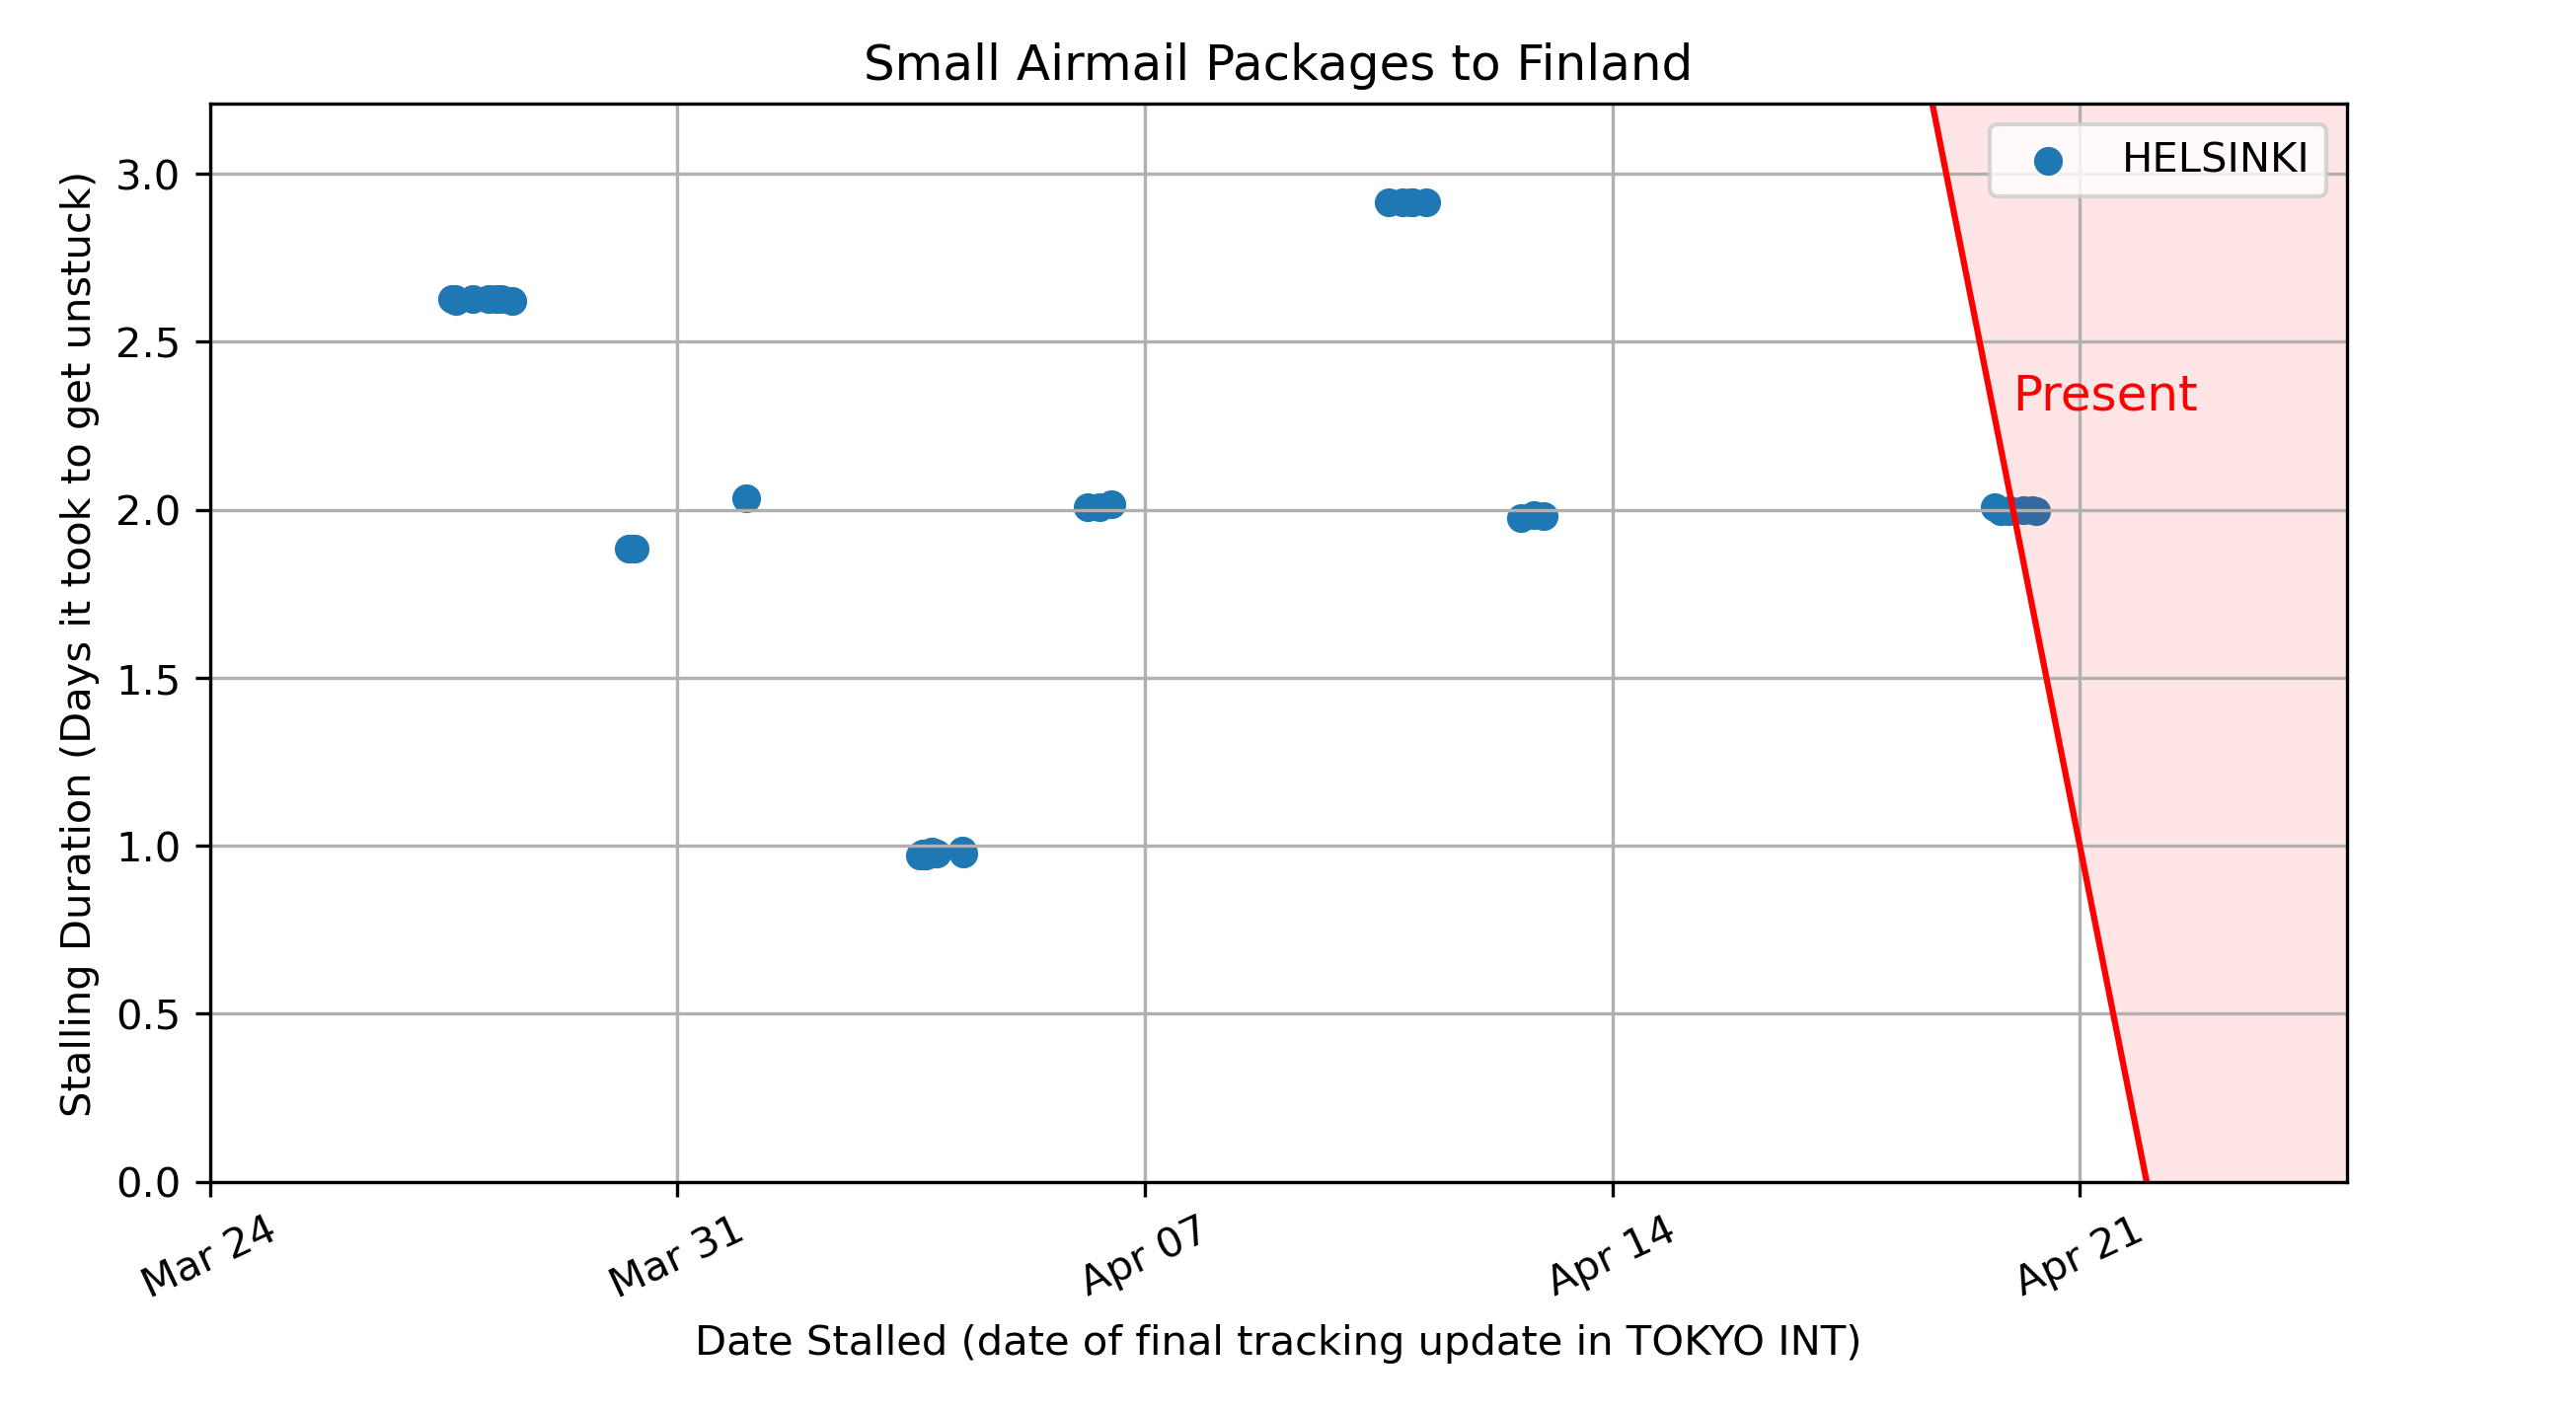 Small Airmail Packages to Finland
HELSINKI
Present
Stalling Duration (Days it took to get unstuck)
3.0
2.5
2.0
1.5
1.0
0.5
0.0
Mar 24
Mar 31
Apr 07
Apr 14
Apr 21
Date Stalled (date of final tracking update in TOKYO INT)